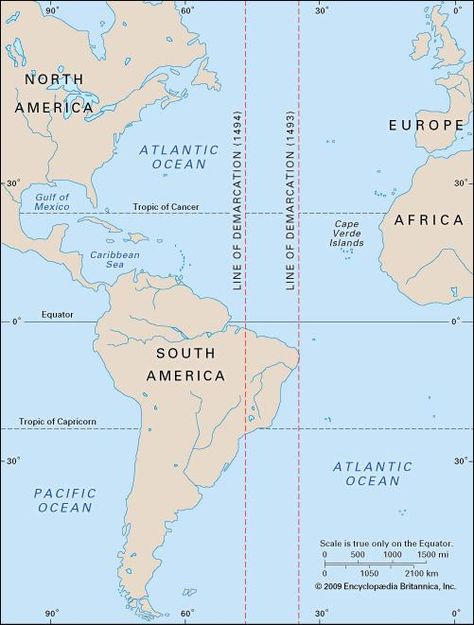 90°
60°
30°
0°
NORTH
AMERICA
EUROPE
ATLANTIC
OCEAN
LINE OF DEMARCATION (1494)
LINE OF DEMARCATION (1493)
30°
30°
Gulf of
Mexico
Tropic of Cancer
AFRICA
Cape
Verde
Islands
Caribbean
Sea
Equator
0°
0°
SOUTH
AMERICA
Tropic of Capricorn
30°
30°
ATLANTIC
OCEAN
PACIFIC
OCEAN
Scale is true only on the Equator.
0 500 1000 1500 mi
0 1050 2100 km
© 2009 Encyclopædia Britannica, Inc.
90°
60°
30°
0°